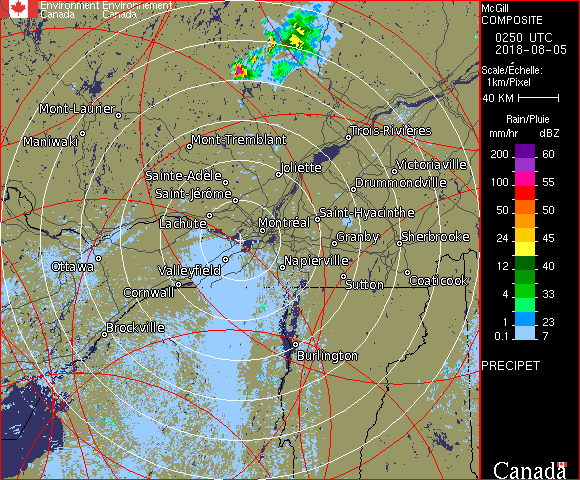 Environment Environnement
Canada Canada
McGill
COMPOSITE
0250 UTC
2018-08-05
Scale/Échelle:
1km/Pixel
40 KM
Rain/Pluie
mm/hr dBZ
200 60
100 55
50 50
24 45
12 40
4 33
1 23
0.1 7
PRECIPET
Mont-Laurier
Maniwaki
Mont-Tremblant
Trois-Rivières
Sainte-Adèle
Joliette
Victoriaville
Saint-Jérôme
Drummondville
Lachute
Montréal
Saint-Hyacinthe
Granby
Sherbrooke
Ottawa
Valleyfield
Napierville
Cornwall
Sutton
Coaticook
Brockville
Burlington
Canada